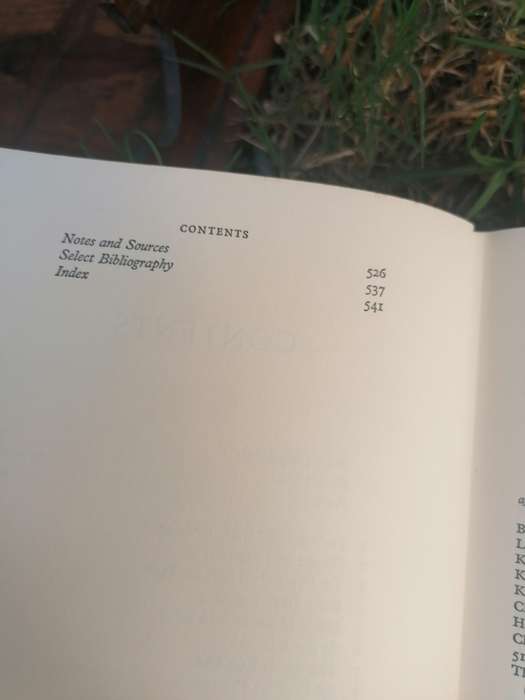 CONTENTS
Notes and Sources 526
Select Bibliography 537
Index 541